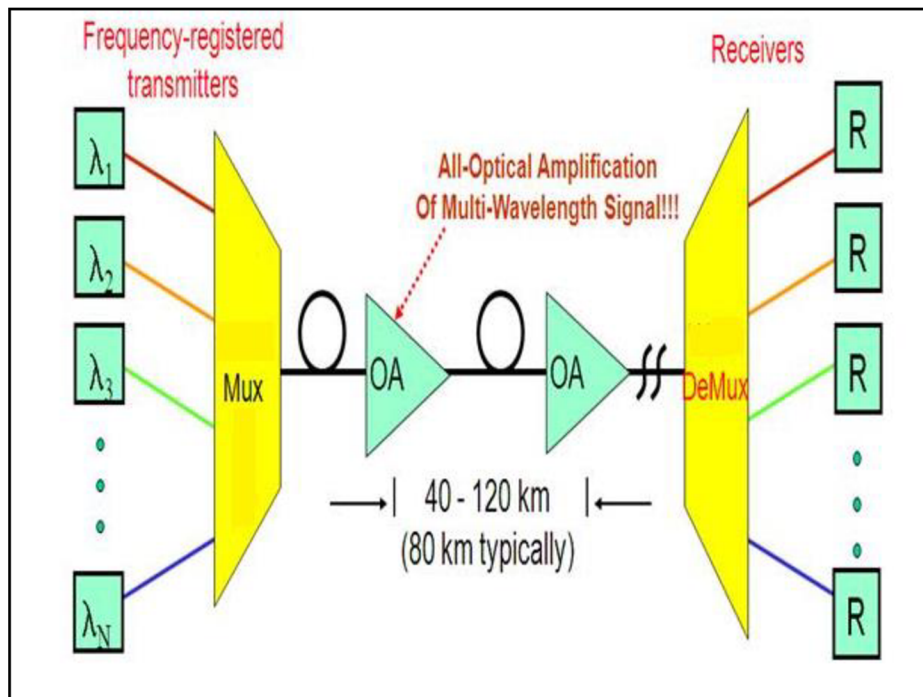 Frequency-registered
transmitters
Receivers
λ1
λ2
λ3
λN
Mux
All-Optical Amplification
Of Multi-Wavelength Signal!!!
OA
OA
40 - 120 km
(80 km typically)
DeMux
R
R
R
R